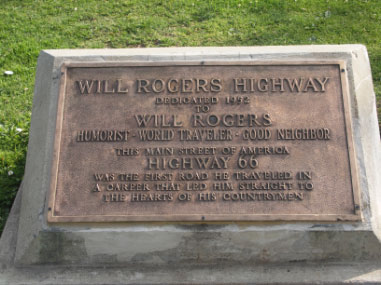 WILL ROGERS HIGHWAY
DEDICATED 1952
TO
WILL ROGERS
HUMORIST - WORLD TRAVELER - GOOD NEIGHBOR
THIS MAIN STREET OF AMERICA
HIGHWAY 66
WAS THE FIRST ROAD HE TRAVELED IN
A CAREER THAT LED HIM STRAIGHT TO
THE HEARTS OF HIS COUNTRYMEN